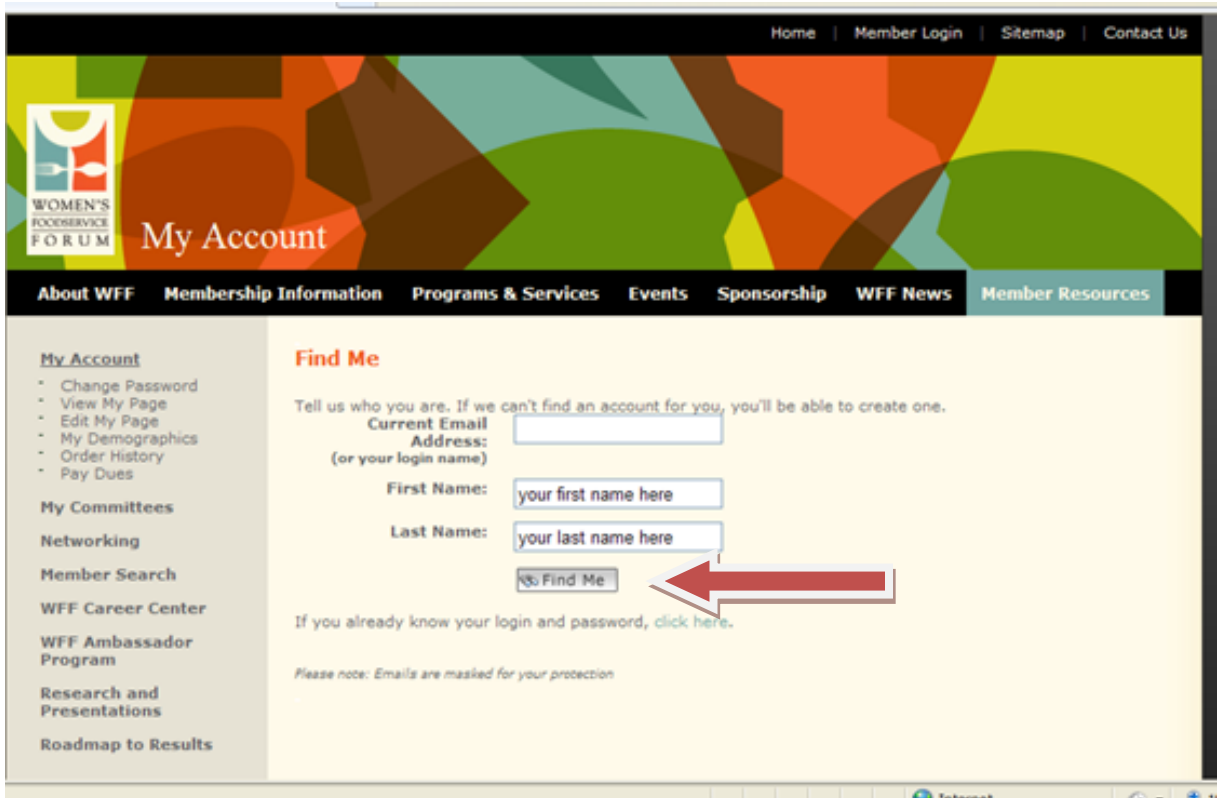 Home | Member Login | Sitemap | Contact Us
WOMEN'S
FOODSERVICE
FORUM
My Account
About WFF Membership Information Programs & Services Events Sponsorship WFF News Member Resources
My Account
- Change Password
- View My Page
- Edit My Page
- My Demographics
- Order History
- Pay Dues
My Committees
Networking
Member Search
WFF Career Center
WFF Ambassador
Program
Research and
Presentations
Roadmap to Results
Find Me
Tell us who you are. If we can't find an account for you, you'll be able to create one.
Current Email
Address:
(or your login name)
First Name: your first name here
Last Name: your last name here
Find Me
If you already know your login and password, click here.
Please note: Emails are masked for your protection